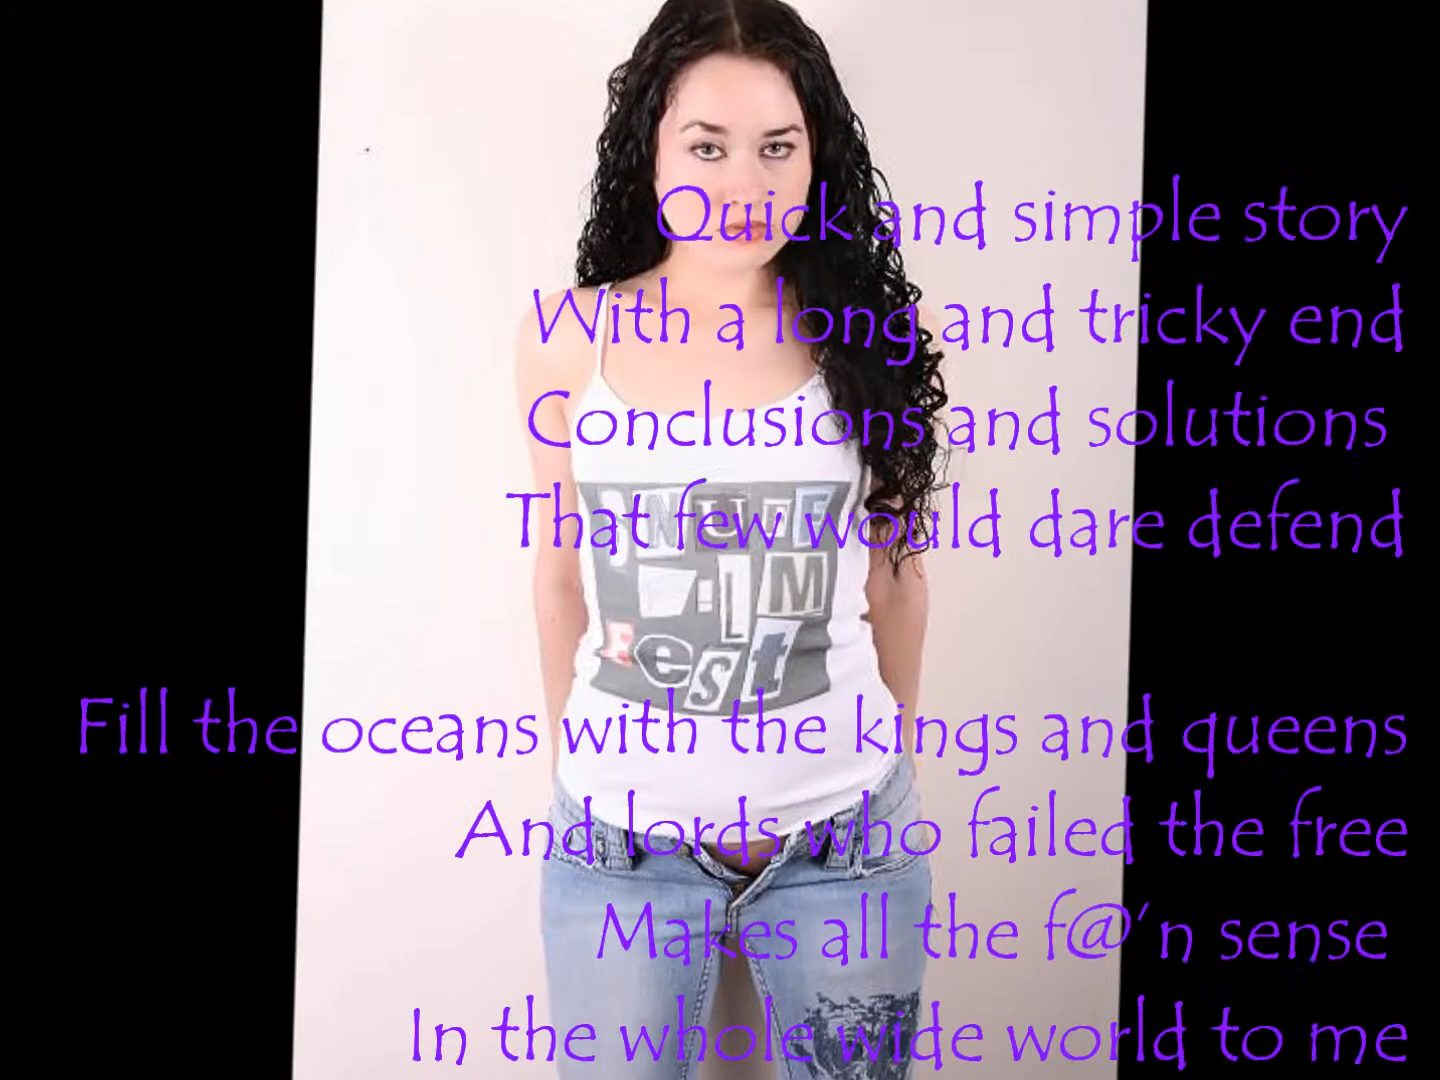 Quick and simple story
With a long and tricky end
Conclusions and solutions
That few would dare defend
Fill the oceans with the kings and queens
And lords who failed the free
Makes all the f@'n sense
In the whole wide world to me
FiLM
Fest